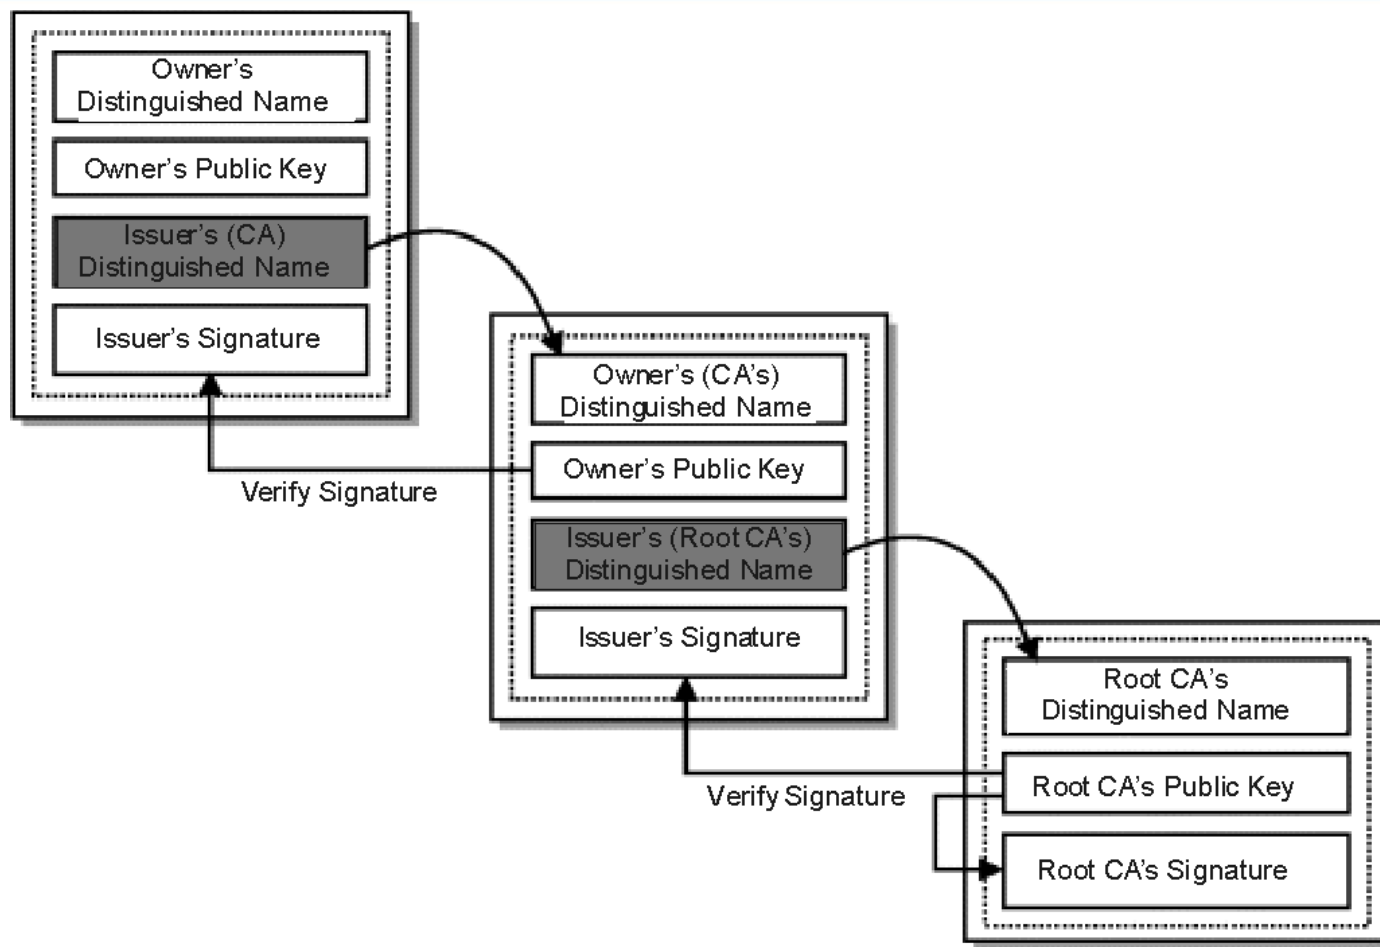 Owner's
Distinguished Name
Owner's Public Key
Issuer's (CA)
Distinguished Name
Issuer's Signature
Verify Signature
Owner's (CA's)
Distinguished Name
Owner's Public Key
Issuer's (Root CA's)
Distinguished Name
Issuer's Signature
Verify Signature
Root CA's
Distinguished Name
Root CA's Public Key
Root CA's Signature